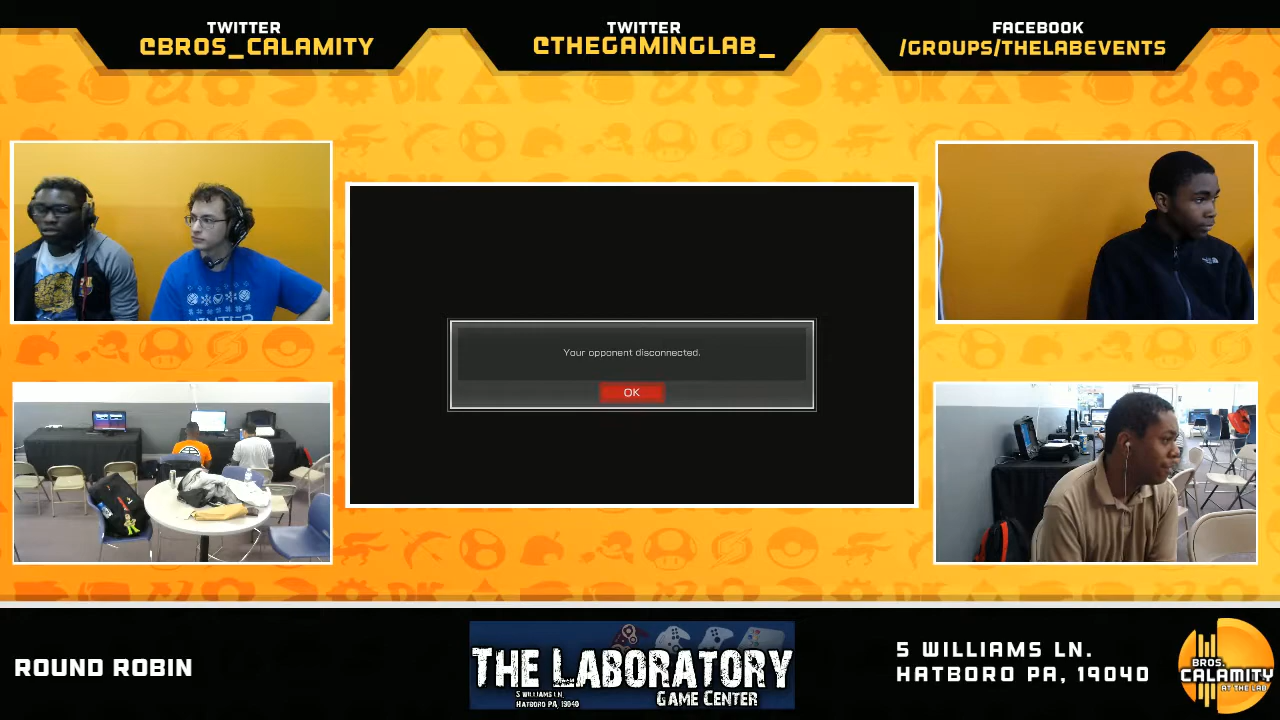 TWITTER
@BROS_CALAMITY
TWITTER
@THEGAMINGLAB_
FACEBOOK
/GROUPS/THELABEVENTS
Your opponent disconnected.
OK
ROUND ROBIN
THE LABORATORY
GAME CENTER
5 WILLIAMS LN.
HATBORO PA, 19040
5 WILLIAMS LN.
HATBORO PA, 19040
BROS.
CALAMITY
AT THE LAB